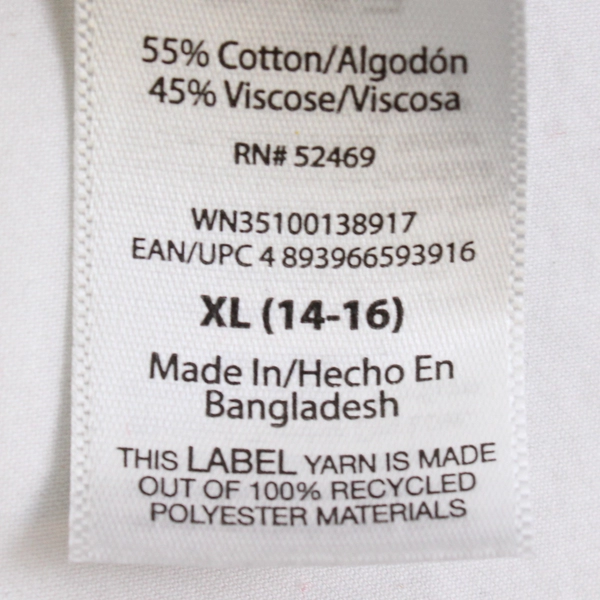 55% Cotton/Algodón
45% Viscose/Viscosa
RN# 52469
WN35100138917
EAN/UPC 4 893966593916
XL (14-16)
Made In/Hecho En
Bangladesh
THIS LABEL YARN IS MADE
OUT OF 100% RECYCLED
POLYESTER MATERIALS